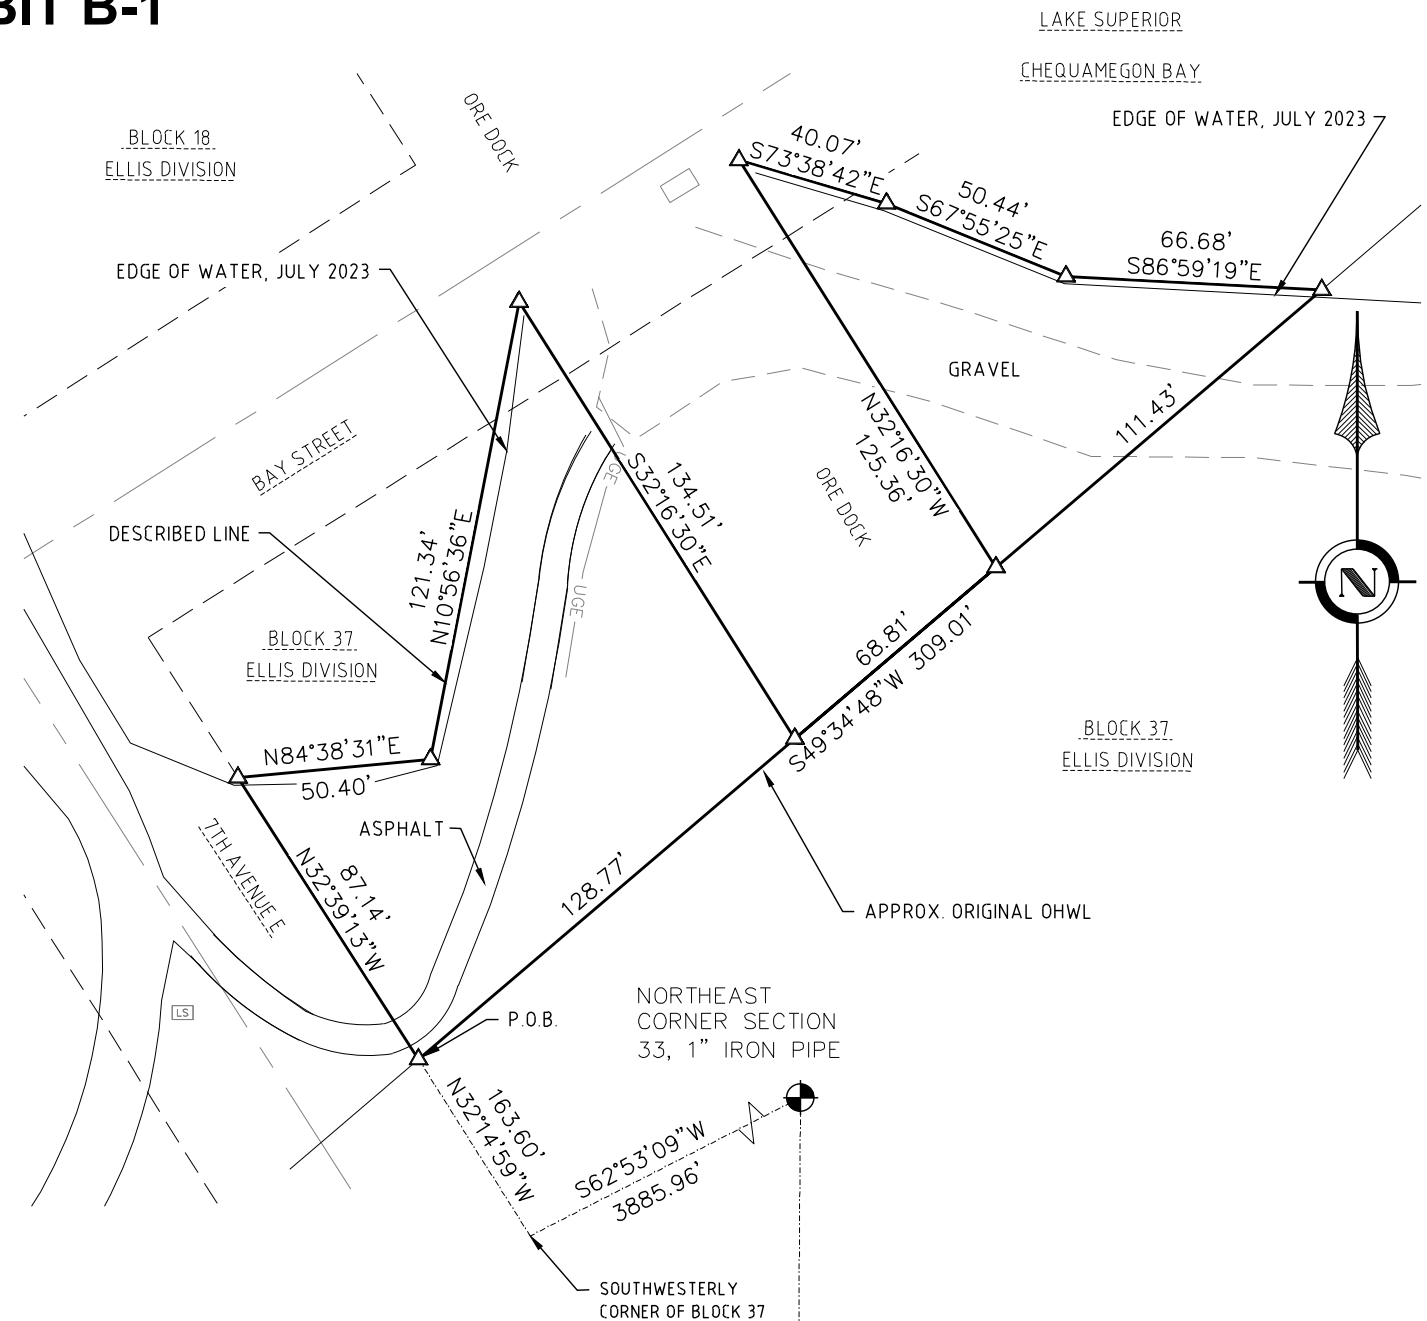 BIT B-1
LAKE SUPERIOR
CHEQUAMEGON BAY
EDGE OF WATER, JULY 2023
BLOCK 18
ELLIS DIVISION
ORE DOCK
40.07'
S73°38'42"E
50.44'
S67°55'25"E
66.68'
S86°59'19"E
EDGE OF WATER, JULY 2023
GRAVEL
111.43'
N32°16'30"W
125.36'
BAY STREET
134.51'
S32°16'30"E
ORE DOCK
UGE
UGE
DESCRIBED LINE
121.34'
N10°56'36"E
BLOCK 37
ELLIS DIVISION
68.81'
S49°34'48"W 309.01'
N
BLOCK 37
ELLIS DIVISION
N84°38'31"E
50.40'
ASPHALT
7TH AVENUE E
87.14'
N32°39'13"W
128.77'
APPROX. ORIGINAL OHWL
LS
P.O.B.
NORTHEAST
CORNER SECTION
33, 1" IRON PIPE
163.60'
N32°14'59"W
S62°53'09"W
3885.96'
SOUTHWESTERLY
CORNER OF BLOCK 37